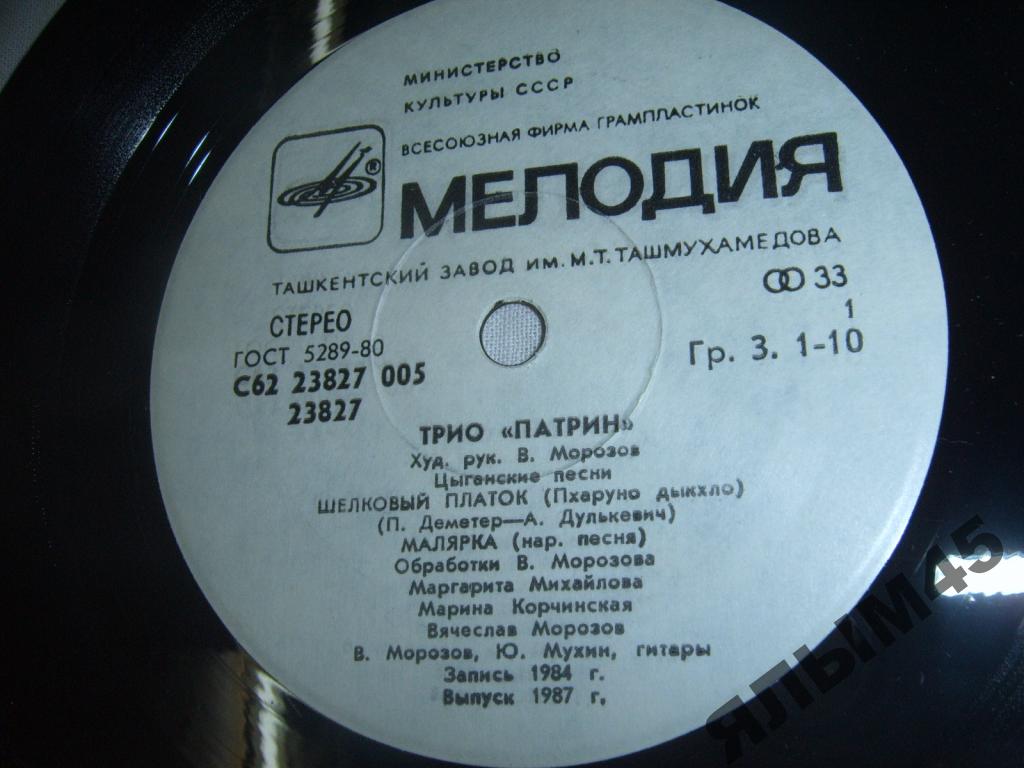 МИНИСТЕРСТВО
КУЛЬТУРЫ СССР
ВСЕСОЮЗНАЯ ФИРМА ГРАМПЛАСТИНОК
®
МЕЛОДИЯ
ТАШКЕНТСКИЙ ЗАВОД ИМ. М.Т. ТАШМУХАМЕДОВА
СТЕРЕО
ГОСТ 5289-80
С62 23827 005
23827
33
1
Гр. 3. 1-10
ТРИО «ПАТРИН»
Худ. рук. В. Морозов
Цыганские песни
ШЕЛКОВЫЙ ПЛАТОК (Пхаруно дыкхло)
(П. Деметер—А. Дулькевич)
МАЛЯРКА (нар. песня)
Обработки В. Морозова
Маргарита Михайлова
Марина Корчинская
Вячеслав Морозов
В. Морозов, Ю. Мухин, гитары
Запись 1984 г.
Выпуск 1987 г.
ЯЛЫМ45